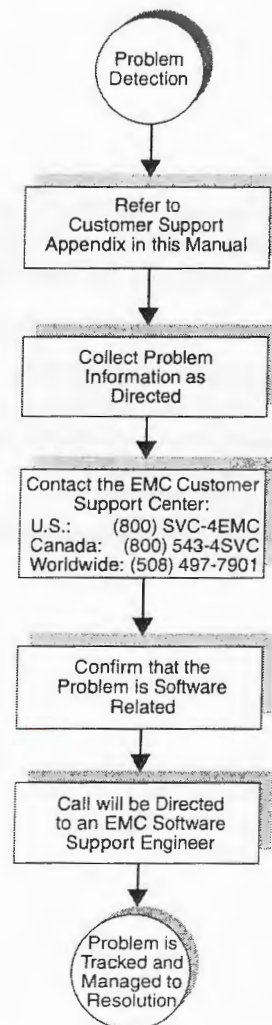 Problem
Detection
Refer to
Customer Support
Appendix in this Manual
Collect Problem
Information as
Directed
Contact the EMC Customer
Support Center:
U.S.: (800) SVC-4EMC
Canada: (800) 543-4SVC
Worldwide: (508) 497-7901
Confirm that the
Problem is Software
Related
Call will be Directed
to an EMC Software
Support Engineer
Problem is
Tracked and
Managed to
Resolution